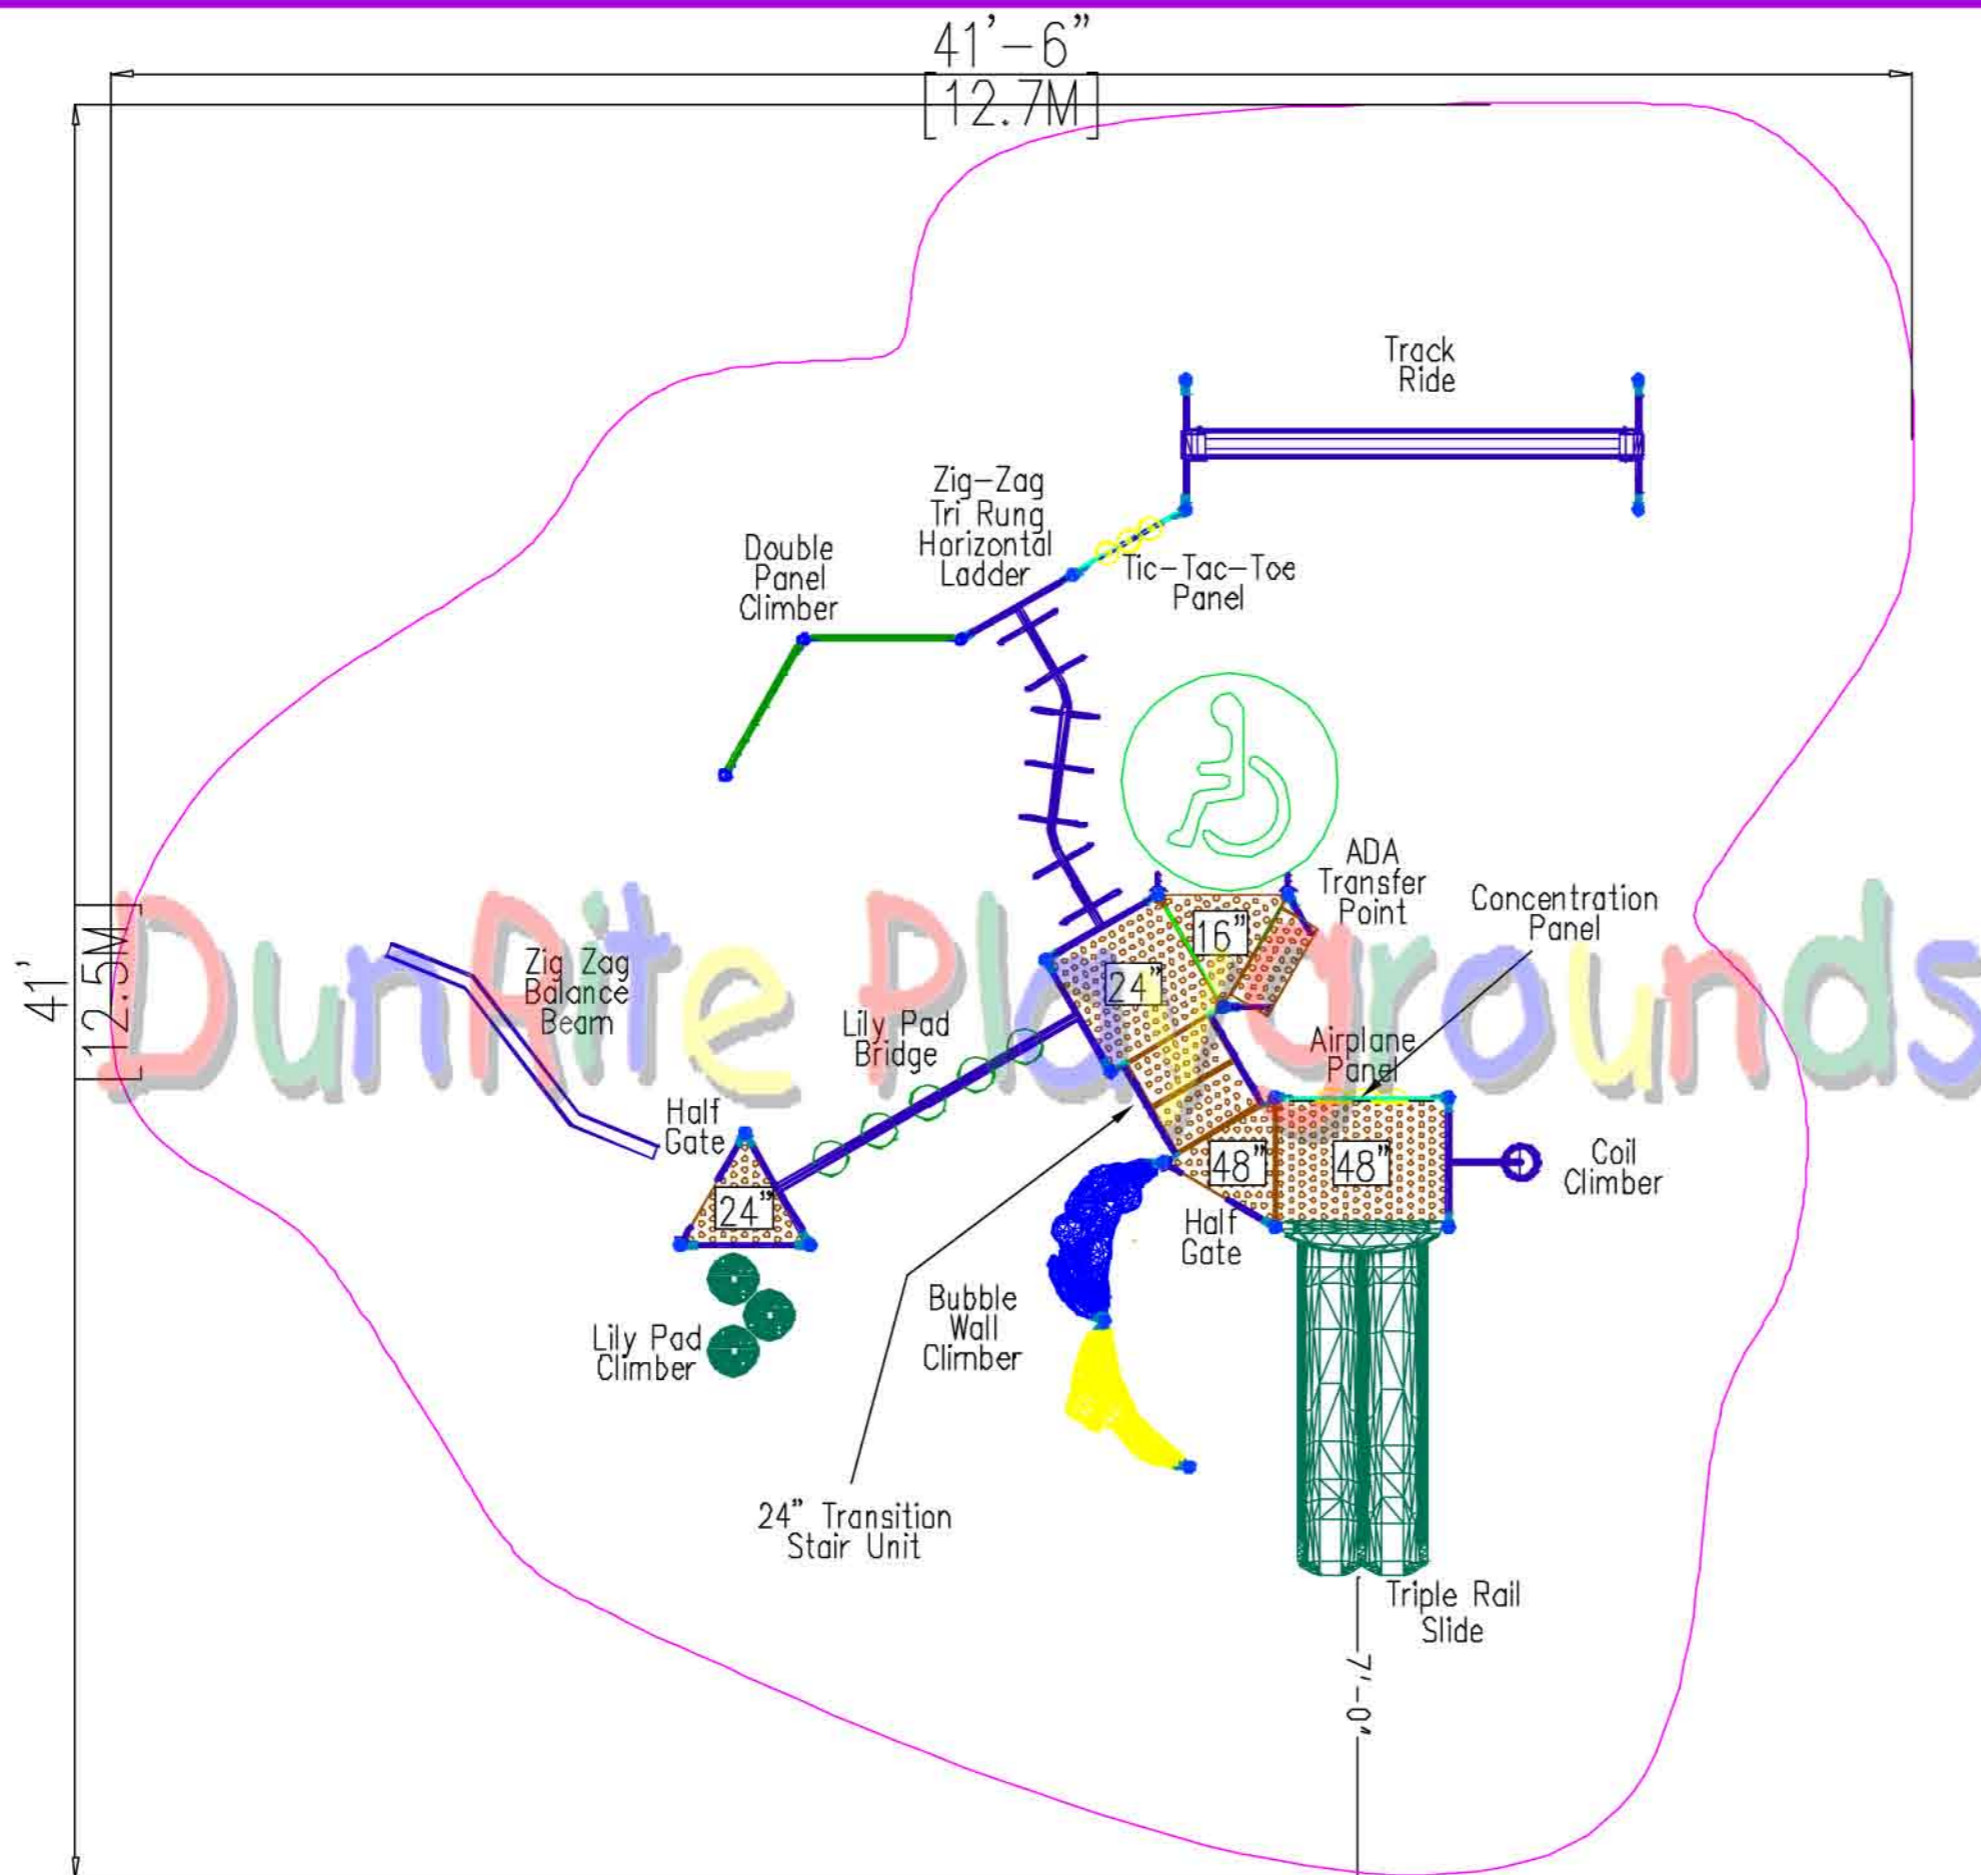 41'-6"
[12.7M]
Track
Ride
Zig-Zag
Tri Rung
Horizontal
Ladder
Double
Panel
Climber
Tic-Tac-Toe
Panel
ADA
Transfer
Point
Concentration
Panel
16"
24"
41'
[12.5M]
DunRite Playgrounds
Zig Zag
Balance
Beam
Lily Pad
Bridge
Airplane
Panel
Half
Gate
48"
48"
Coil
Climber
24"
Half
Gate
Lily Pad
Climber
Bubble
Wall
Climber
24" Transition
Stair Unit
Triple Rail
Slide
7'-0"